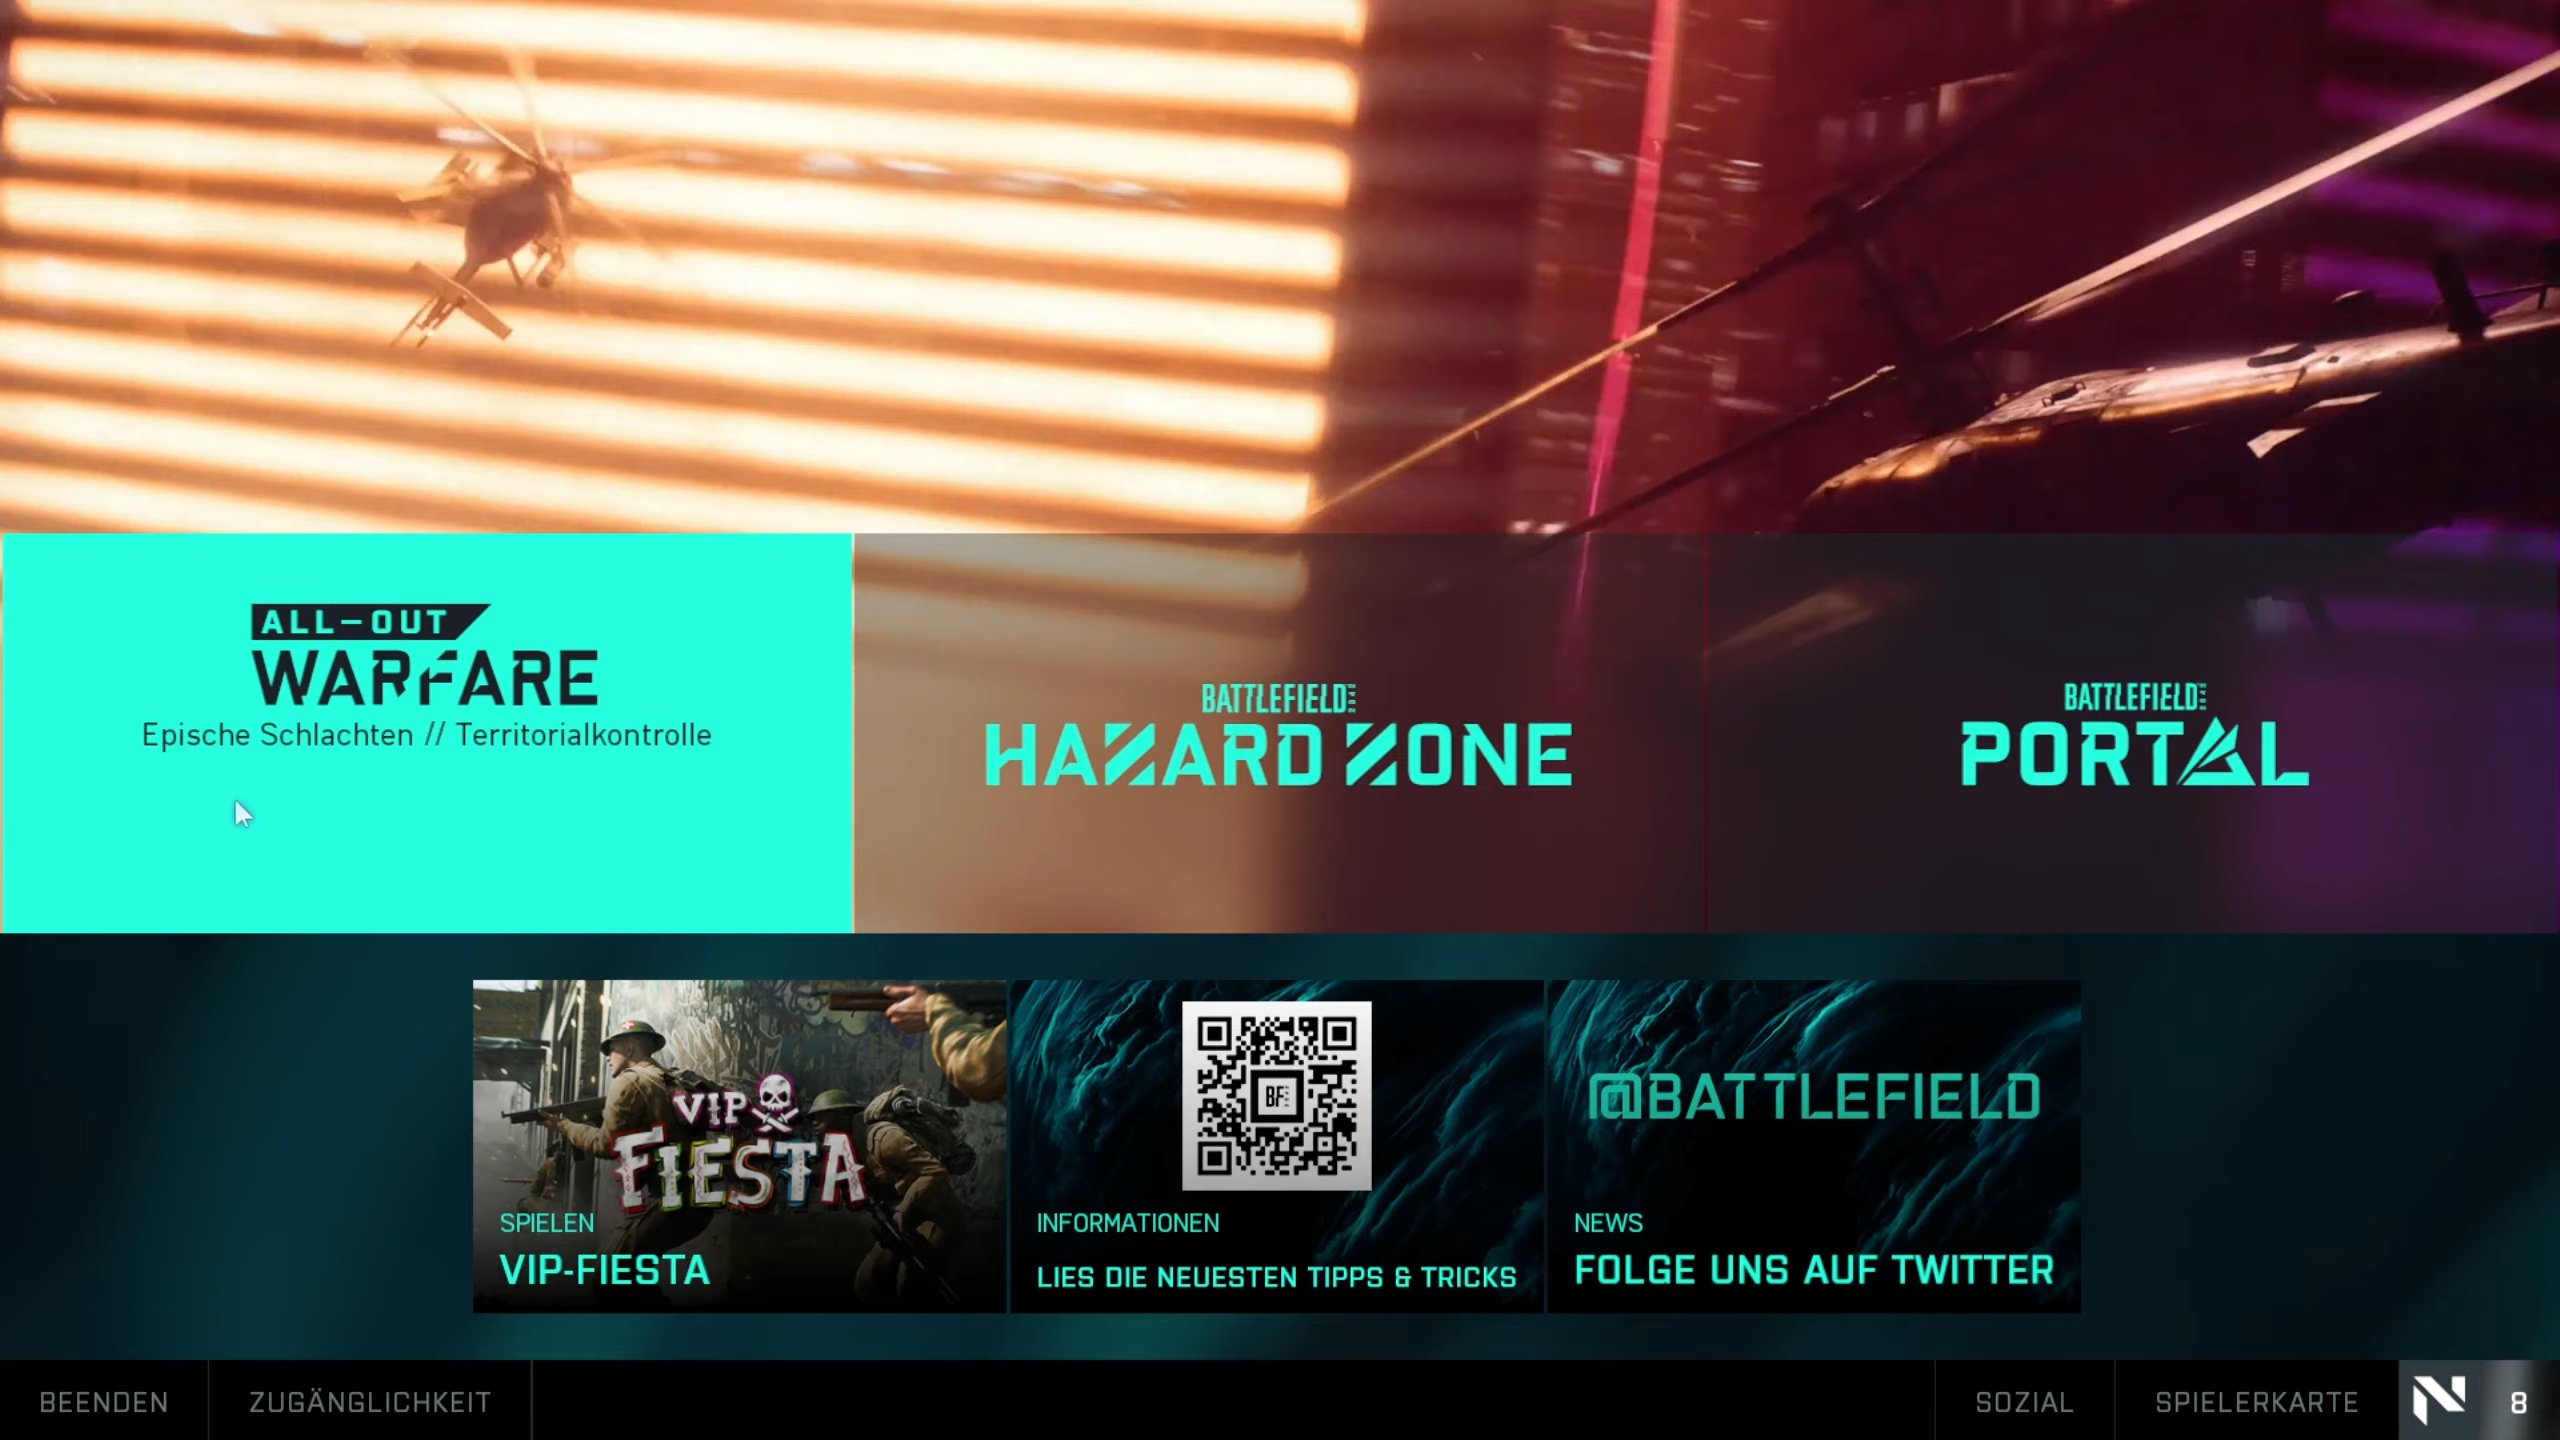 ALL-OUT
WARFARE
Epische Schlachten // Territorialkontrolle
BATTLEFIELD
HAZARD ZONE
BATTLEFIELD
PORTAL
VIP
FIESTA
SPIELEN
VIP-FIESTA
BF
INFORMATIONEN
LIES DIE NEUESTEN TIPPS & TRICKS
@BATTLEFIELD
NEWS
FOLGE UNS AUF TWITTER
BEENDEN
ZUGÄNGLICHKEIT
SOZIAL
SPIELERKARTE
8